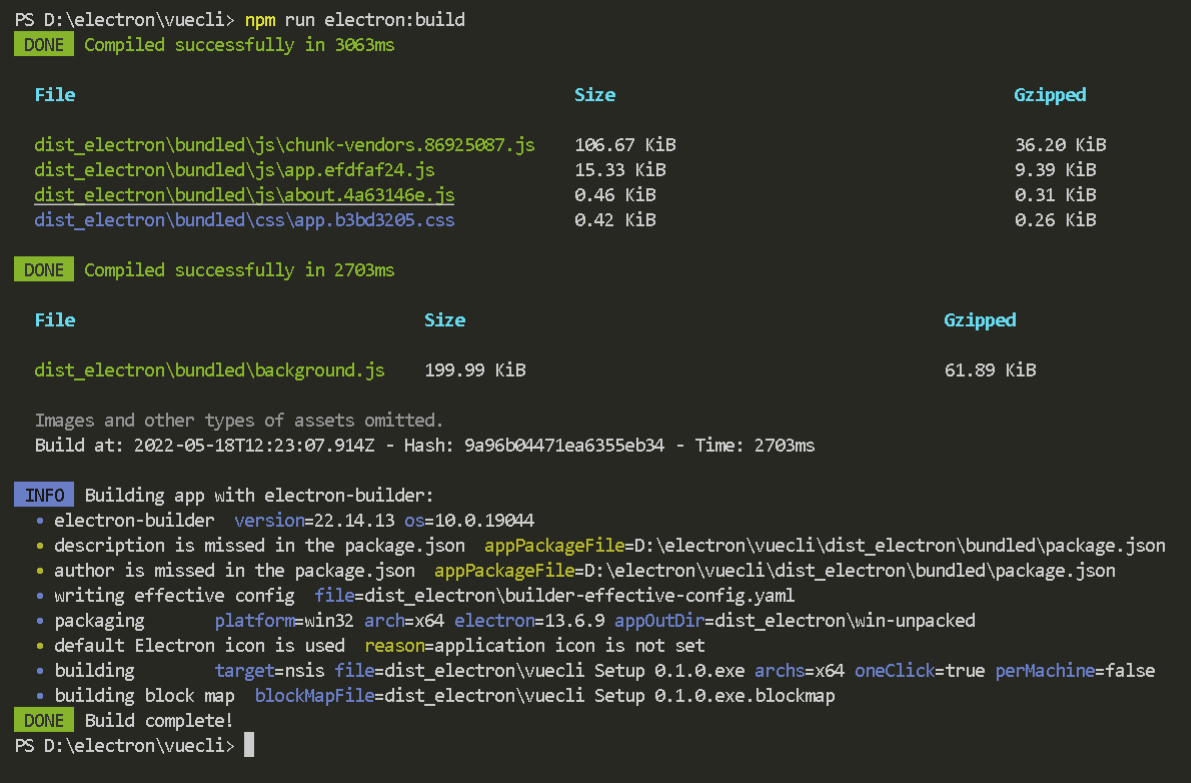 PS D:\electron\vuecli> npm run electron:build
DONE Compiled successfully in 3063ms
File Size Gzipped
dist_electron\bundled\js\chunk-vendors.86925087.js 106.67 KiB 36.20 KiB
dist_electron\bundled\js\app.efdfaf24.js 15.33 KiB 9.39 KiB
dist_electron\bundled\js\about.4a63146e.js 0.46 KiB 0.31 KiB
dist_electron\bundled\css\app.b3bd3205.css 0.42 KiB 0.26 KiB
DONE Compiled successfully in 2703ms
File Size Gzipped
dist_electron\bundled\background.js 199.99 KiB 61.89 KiB
Images and other types of assets omitted.
Build at: 2022-05-18T12:23:07.914Z - Hash: 9a96b04471ea6355eb34 - Time: 2703ms
INFO Building app with electron-builder:
• electron-builder version=22.14.13 os=10.0.19044
• description is missed in the package.json appPackageFile=D:\electron\vuecli\dist_electron\bundled\package.json
• author is missed in the package.json appPackageFile=D:\electron\vuecli\dist_electron\bundled\package.json
• writing effective config file=dist_electron\builder-effective-config.yaml
• packaging platform=win32 arch=x64 electron=13.6.9 appOutDir=dist_electron\win-unpacked
• default Electron icon is used reason=application icon is not set
• building target=nsis file=dist_electron\vuecli Setup 0.1.0.exe archs=x64 oneClick=true perMachine=false
• building block map blockMapFile=dist_electron\vuecli Setup 0.1.0.exe.blockmap
DONE Build complete!
PS D:\electron\vuecli>